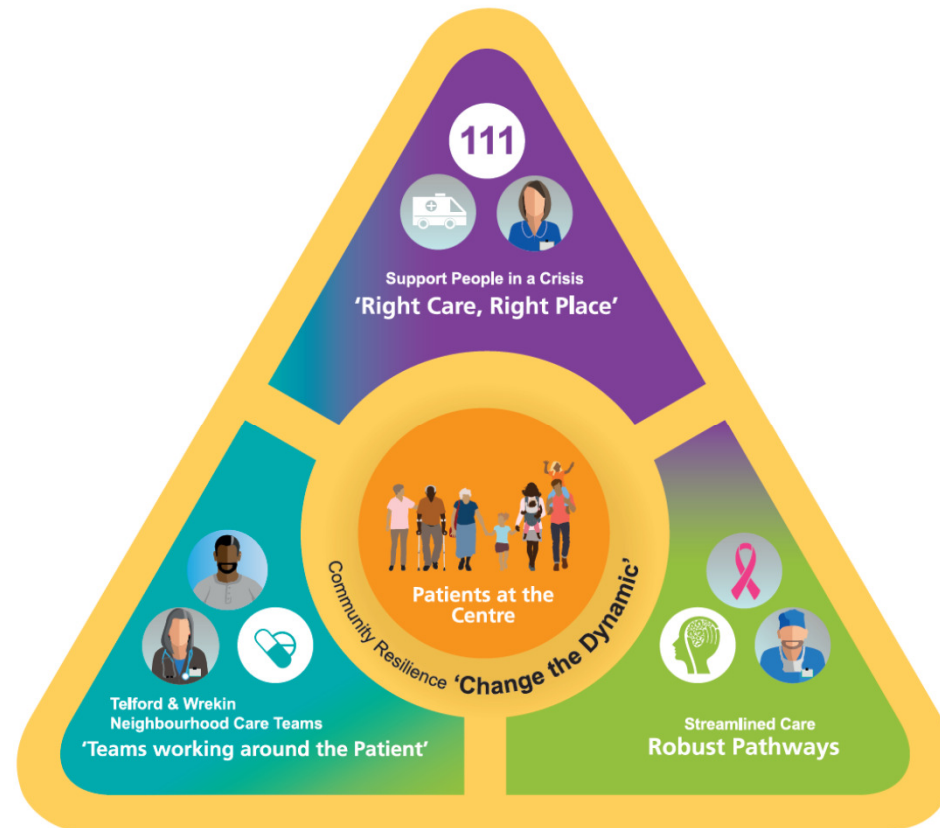 111
Support People in a Crisis
‘Right Care, Right Place’
Patients at the
Centre
Community Resilience ‘Change the Dynamic’
Telford & Wrekin
Neighbourhood Care Teams
‘Teams working around the Patient’
Streamlined Care
Robust Pathways